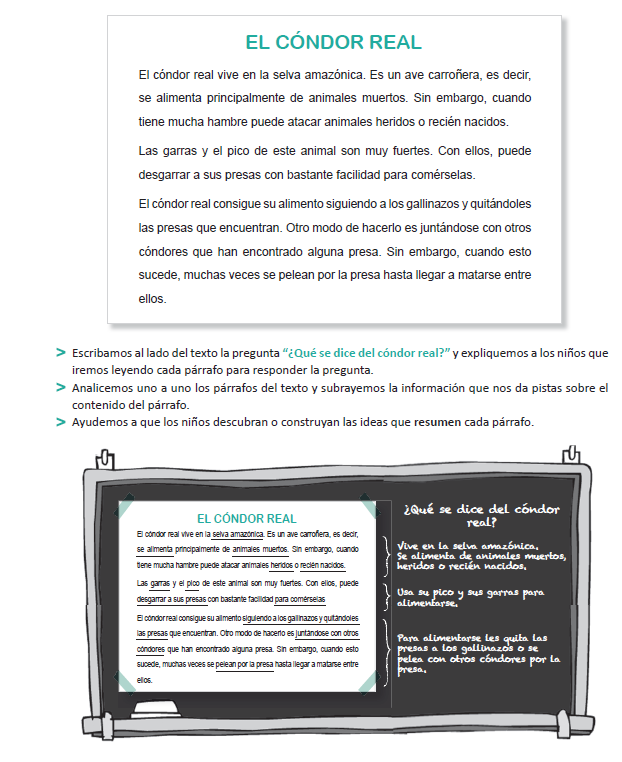 EL CÓNDOR REAL
El cóndor real vive en la selva amazónica. Es un ave carroñera, es decir,
se alimenta principalmente de animales muertos. Sin embargo, cuando
tiene mucha hambre puede atacar animales heridos o recién nacidos.
Las garras y el pico de este animal son muy fuertes. Con ellos, puede
desgarrar a sus presas con bastante facilidad para comérselas.
El cóndor real consigue su alimento siguiendo a los gallinazos y quitándoles
las presas que encuentran. Otro modo de hacerlo es juntándose con otros
cóndores que han encontrado alguna presa. Sin embargo, cuando esto
sucede, muchas veces se pelean por la presa hasta llegar a matarse entre
ellos.
> Escribamos al lado del texto la pregunta “¿Qué se dice del cóndor real?” y expliquemos a los niños que
iremos leyendo cada párrafo para responder la pregunta.
> Analicemos uno a uno los párrafos del texto y subrayemos la información que nos da pistas sobre el
contenido del párrafo.
> Ayudemos a que los niños descubran o construyan las ideas que resumen cada párrafo.
EL CÓNDOR REAL
El cóndor real vive en la selva amazónica. Es un ave carroñera, es decir,
se alimenta principalmente de animales muertos. Sin embargo, cuando
tiene mucha hambre puede atacar animales heridos o recién nacidos.
Las garras y el pico de este animal son muy fuertes. Con ellos, puede
desgarrar a sus presas con bastante facilidad para comérselas
El cóndor real consigue su alimento siguiendo a los gallinazos y quitándoles
las presas que encuentran. Otro modo de hacerlo es juntándose con otros
cóndores que han encontrado alguna presa. Sin embargo, cuando esto
sucede, muchas veces se pelean por la presa hasta llegar a matarse entre
ellos.
¿Qué se dice del cóndor
real?
Vive en la selva amazónica.
Se alimenta de animales muertos,
heridos o recién nacidos.
Usa su pico y sus garras para
alimentarse.
Para alimentarse les quita las
presas a los gallinazos o se
pelea con otros cóndores por la
presa.